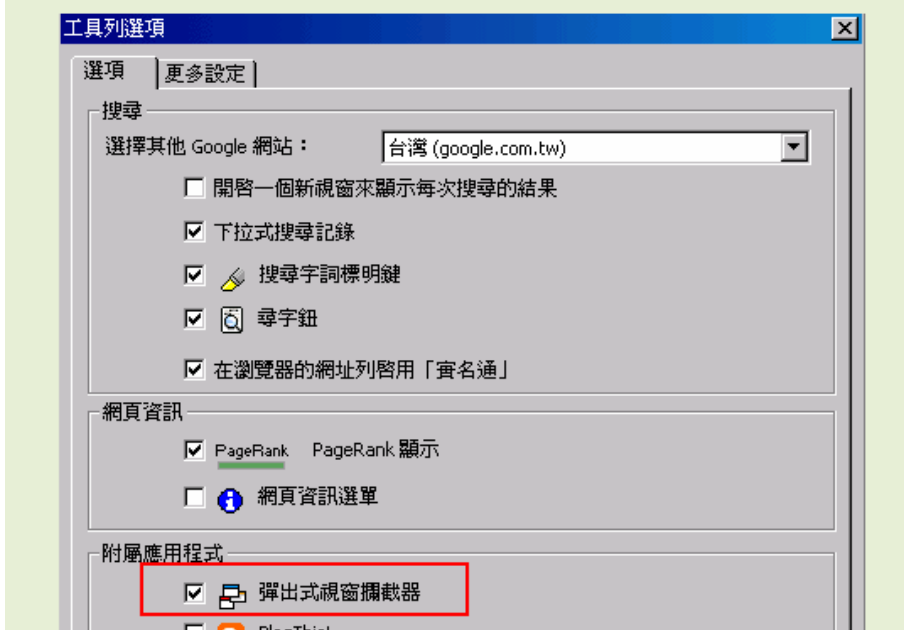 工具列選項
選項 更多設定
搜尋
選擇其他 Google 網站： 台灣 (google.com.tw)
開啓一個新視窗來顯示每次搜尋的結果
下拉式搜尋記錄
搜尋字詞標明鍵
尋字鈕
在瀏覽器的網址列啓用「實名通」
網頁資訊
PageRank PageRank 顯示
網頁資訊選單
附屬應用程式
彈出式視窗攔截器